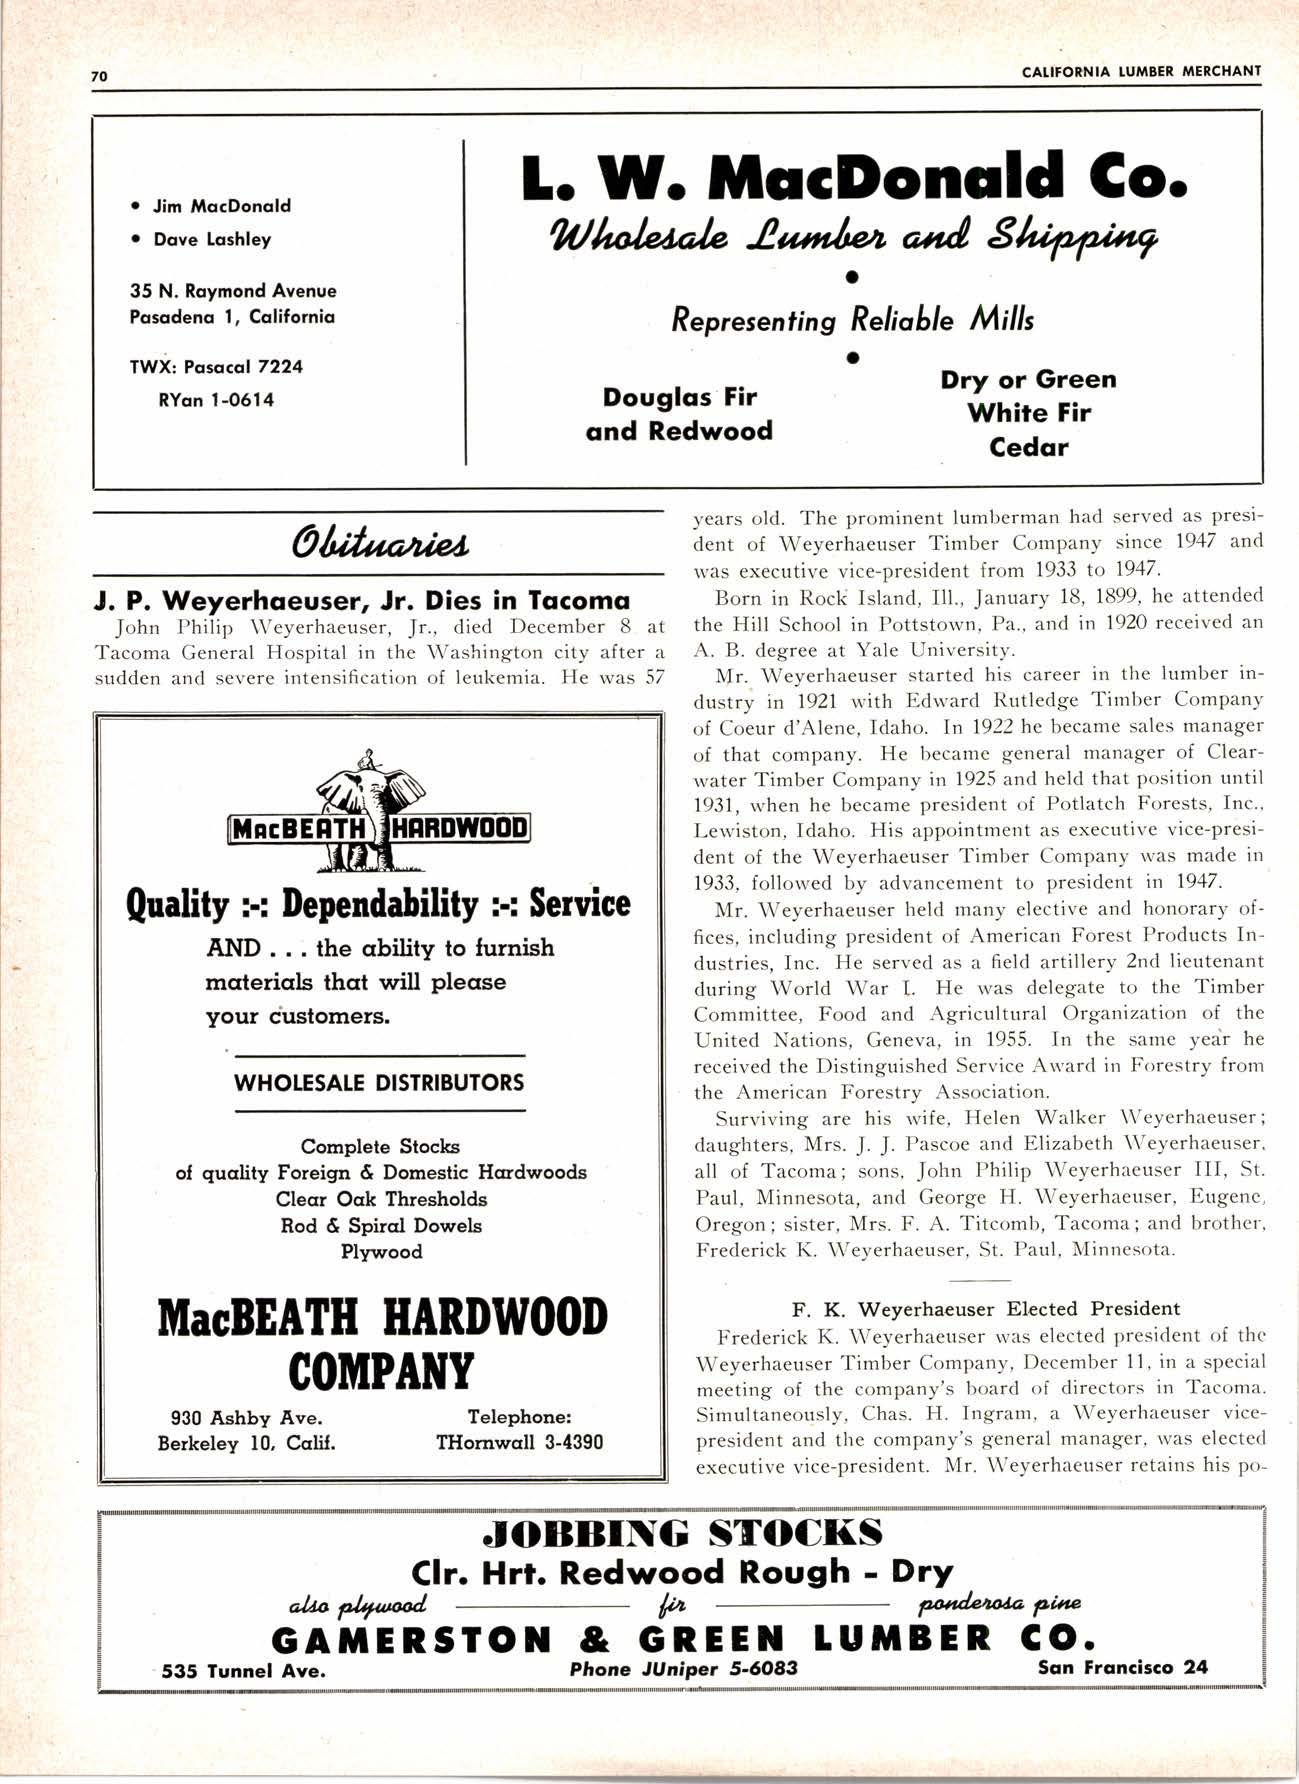 70
CALIFORNIA LUMBER MERCHANT
• Jim MacDonald
• Dave Lashley
35 N. Raymond Avenue
Pasadena 1, California
TWX: Pasacal 7224
RYan 1-0614
L. W. MacDonald Co.
Wholesale Lumber and Shipping
•
Representing Reliable Mills
•
Douglas Fir
and Redwood
Dry or Green
White Fir
Cedar
Obituaries
J. P. Weyerhaeuser, Jr. Dies in Tacoma
John Philip Weyerhaeuser, Jr., died December 8 at
Tacoma General Hospital in the Washington city after a
sudden and severe intensification of leukemia. He was 57
MacBEATH HARDWOOD
Quality :-: Dependability :-: Service
AND . . . the ability to furnish
materials that will please
your customers.
WHOLESALE DISTRIBUTORS
Complete Stocks
of quality Foreign & Domestic Hardwoods
Clear Oak Thresholds
Rod & Spiral Dowels
Plywood
MacBEATH HARDWOOD
COMPANY
930 Ashby Ave.
Berkeley 10, Calif.
Telephone:
THornwall 3-4390
years old. The prominent lumberman had served as presi-
dent of Weyerhaeuser Timber Company since 1947 and
was executive vice-president from 1933 to 1947.
Born in Rock Island, Ill., January 18, 1899, he attended
the Hill School in Pottstown, Pa., and in 1920 received an
A. B. degree at Yale University.
Mr. Weyerhaeuser started his career in the lumber in-
dustry in 1921 with Edward Rutledge Timber Company
of Coeur d'Alene, Idaho. In 1922 he became sales manager
of that company. He became general manager of Clear-
water Timber Company in 1925 and held that position until
1931, when he became president of Potlatch Forests, Inc.,
Lewiston, Idaho. His appointment as executive vice-presi-
dent of the Weyerhaeuser Timber Company was made in
1933, followed by advancement to president in 1947.
Mr. Weyerhaeuser held many elective and honorary of-
fices, including president of American Forest Products In-
dustries, Inc. He served as a field artillery 2nd lieutenant
during World War I. He was delegate to the Timber
Committee, Food and Agricultural Organization of the
United Nations, Geneva, in 1955. In the same year he
received the Distinguished Service Award in Forestry from
the American Forestry Association.
Surviving are his wife, Helen Walker Weyerhaeuser;
daughters, Mrs. J. J. Pascoe and Elizabeth Weyerhaeuser,
all of Tacoma; sons, John Philip Weyerhaeuser III, St.
Paul, Minnesota, and George H. Weyerhaeuser, Eugene,
Oregon; sister, Mrs. F. A. Titcomb, Tacoma; and brother,
Frederick K. Weyerhaeuser, St. Paul, Minnesota.
F. K. Weyerhaeuser Elected President
Frederick K. Weyerhaeuser was elected president of the
Weyerhaeuser Timber Company, December 11, in a special
meeting of the company's board of directors in Tacoma.
Simultaneously, Chas. H. Ingram, a Weyerhaeuser vice-
president and the company's general manager, was elected
executive vice-president. Mr. Weyerhaeuser retains his po-
JOBBING STOCKS
Clr. Hrt. Redwood Rough - Dry
also plywood fir ponderosa pine
GAMERSTON & GREEN LUMBER CO.
535 Tunnel Ave. Phone JUniper 5-6083 San Francisco 24